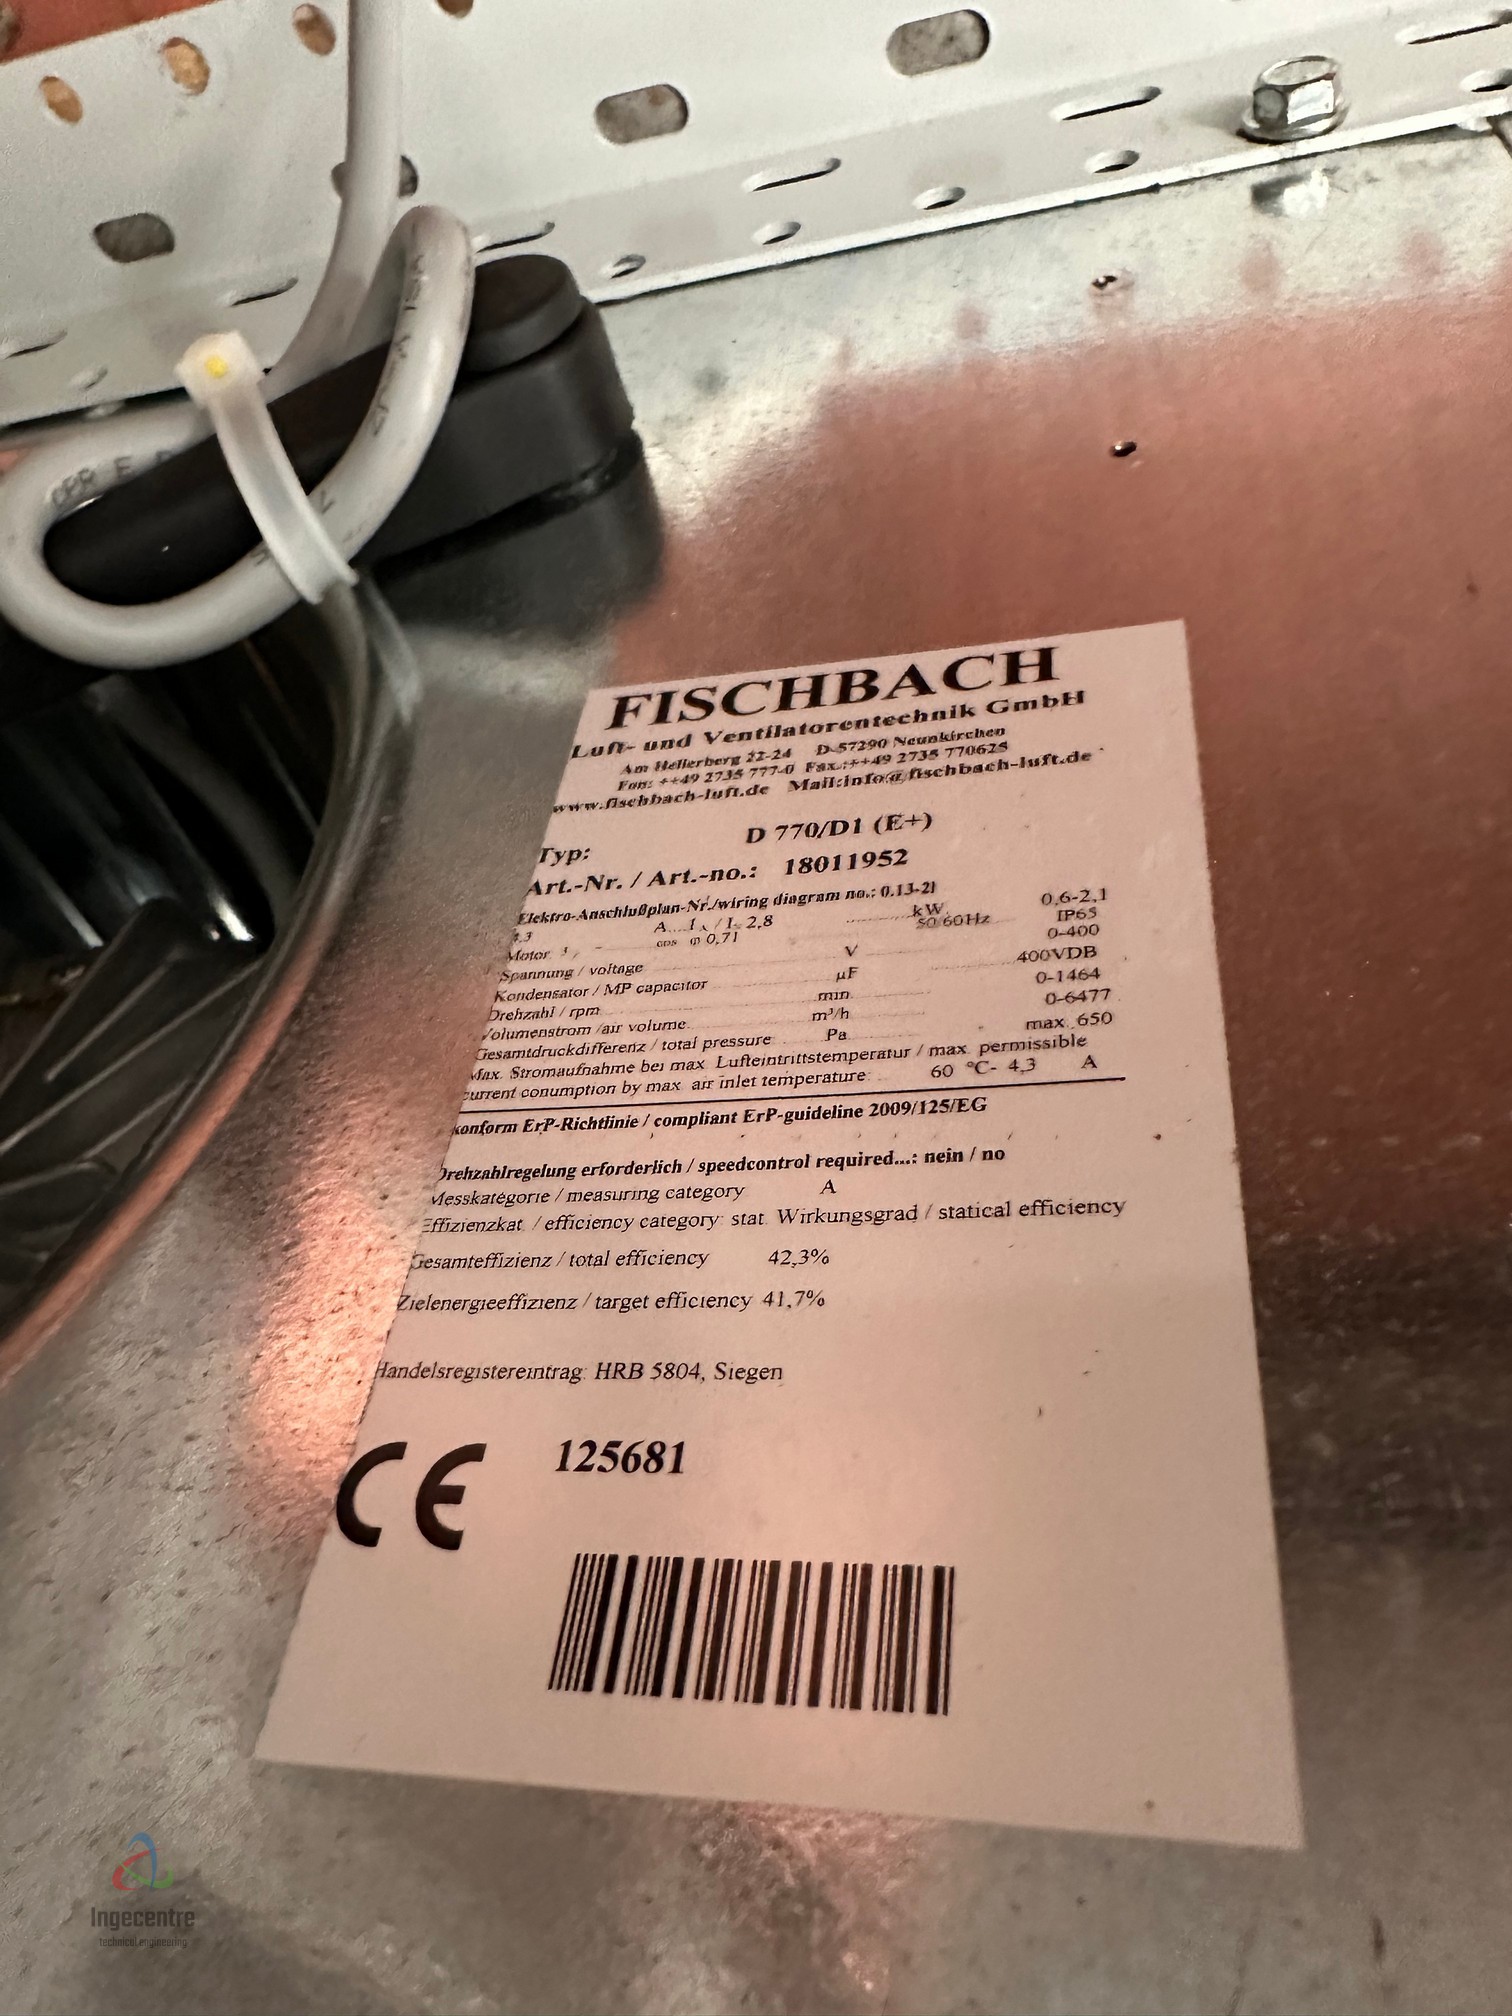 FISCHBACH
Luft- und Ventilatorentechnik GmbH
Am Hellerberg 22-24 D-57290 Neunkirchen
Fon: ++49 2735 777-0 Fax.:++49 2735 770625
www.fischbach-luft.de Mail:info@fischbach-luft.de
Typ: D 770/D1 (E+)
Art.-Nr. / Art.-no.: 18011952
Elektro-Anschlußplan-Nr./wiring diagram no.: 0.13-21
4.3 A 2,8 kW 0,6-2,1
Motor cos φ 0,71 50/60Hz IP65
Spannung / voltage V 0-400
Kondensator / MP capacitor µF 400VDB
Drehzahl / rpm min 0-1464
Volumenstrom /air volume m³/h 0-6477
Gesamtdruckdifferenz / total pressure Pa max. 650
Max. Stromaufnahme bei max. Lufteintrittstemperatur / max. permissible
current conumption by max. air inlet temperature: 60 °C- 4,3 A
konform ErP-Richtlinie / compliant ErP-guideline 2009/125/EG
Drehzahlregelung erforderlich / speedcontrol required...: nein / no
Messkategorie / measuring category A
Effizienzkat. / efficiency category: stat. Wirkungsgrad / statical efficiency
Gesamteffizienz / total efficiency 42,3%
Zielenergieeffizienz / target efficiency 41,7%
Handelsregistereintrag: HRB 5804, Siegen
CE 125681
Ingecentre
technical engineering